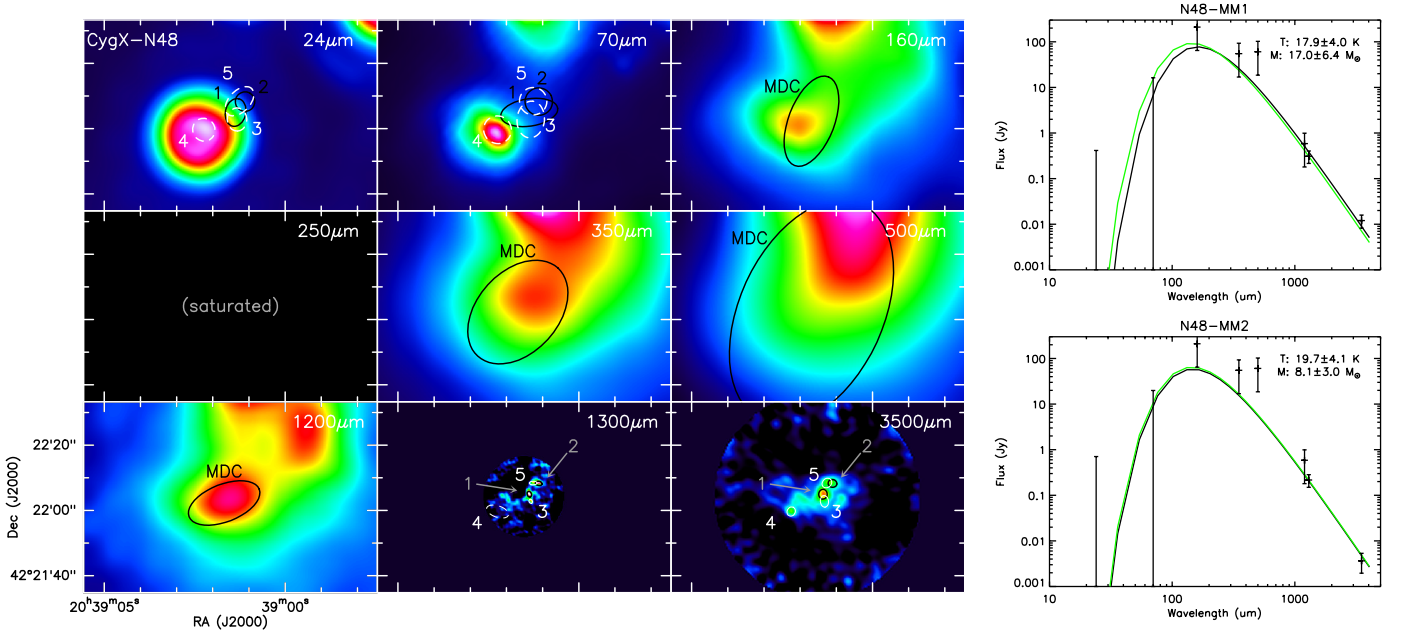 CygX-N48
24μm
5
1
2
3
4
70μm
5
2
1
3
4
160μm
MDC
250μm
(saturated)
350μm
MDC
500μm
MDC
1200μm
MDC
1300μm
2
5
1
3
4
3500μm
2
5
1
3
4
22'20"
22'00"
42°21'40"
Dec (J2000)
20ʰ39ᵐ05ˢ
39ᵐ00ˢ
RA (J2000)
N48-MM1
T: 17.9±4.0 K
M: 17.0±6.4 M⊙
100
10
1
0.1
0.01
0.001
Flux (Jy)
10
100
1000
Wavelength (um)
N48-MM2
T: 19.7±4.1 K
M: 8.1±3.0 M⊙
100
10
1
0.1
0.01
0.001
Flux (Jy)
10
100
1000
Wavelength (um)